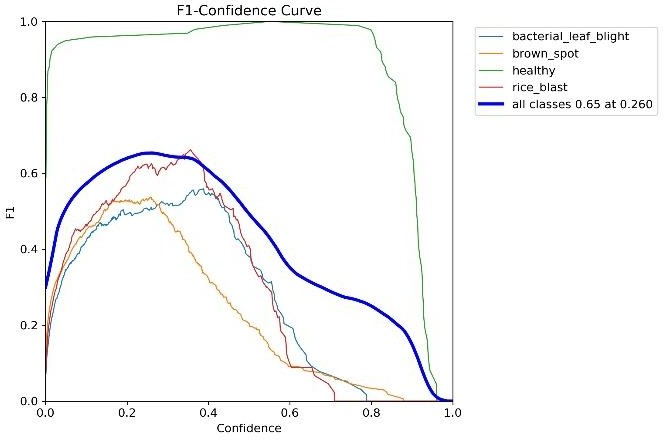 F1-Confidence Curve
1.0
0.8
0.6
0.4
0.2
0.0
F1
0.0 0.2 0.4 0.6 0.8 1.0
Confidence
bacterial_leaf_blight
brown_spot
healthy
rice_blast
all classes 0.65 at 0.260